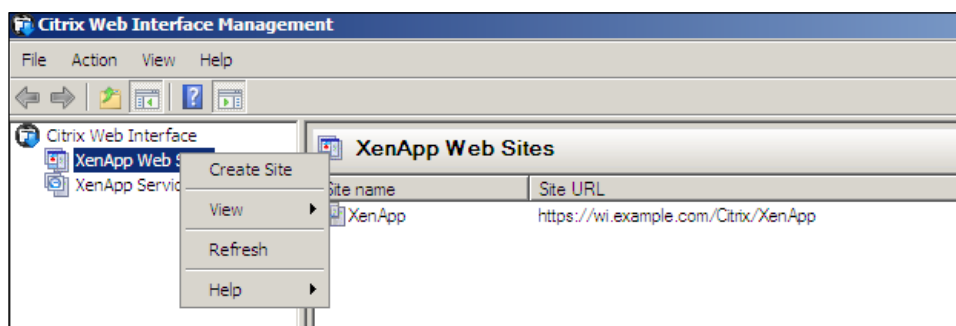 Citrix Web Interface Management
File Action View Help
Citrix Web Interface
XenApp Web
XenApp
XenApp Web Sites
Site name Site URL
XenApp https://wi.example.com/Citrix/XenApp
Create Site
View
Refresh
Help